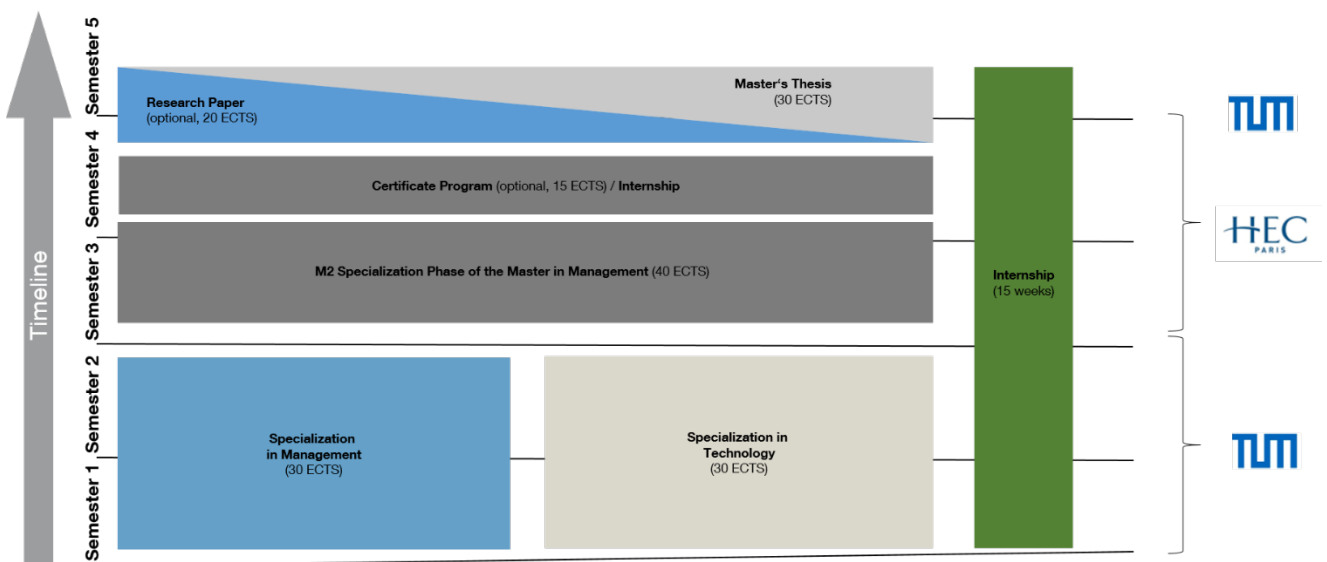 Timeline
Semester 5
Semester 4
Semester 3
Semester 2
Semester 1
Research Paper
(optional, 20 ECTS)
Master‘s Thesis
(30 ECTS)
Certificate Program (optional, 15 ECTS) / Internship
M2 Specialization Phase of the Master in Management (40 ECTS)
Internship
(15 weeks)
Specialization
in Management
(30 ECTS)
Specialization in
Technology
(30 ECTS)
TUM
HEC
PARIS
TUM